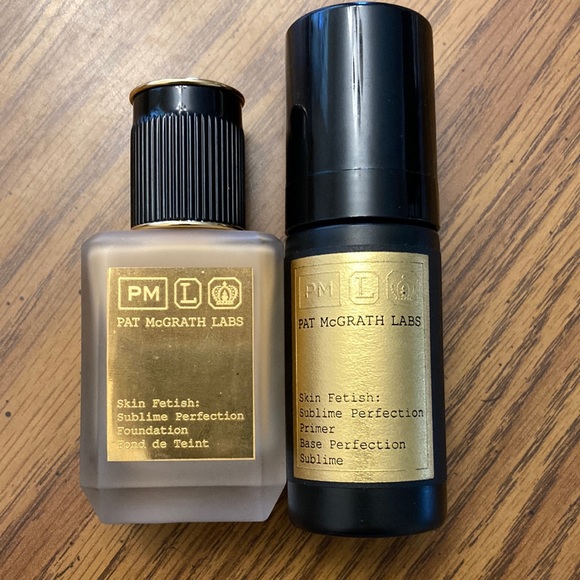 PM L
PAT McGRATH LABS
Skin Fetish:
Sublime Perfection
Foundation
Fond de Teint
PM L
PAT McGRATH LABS
Skin Fetish:
Sublime Perfection
Primer
Base Perfection
Sublime